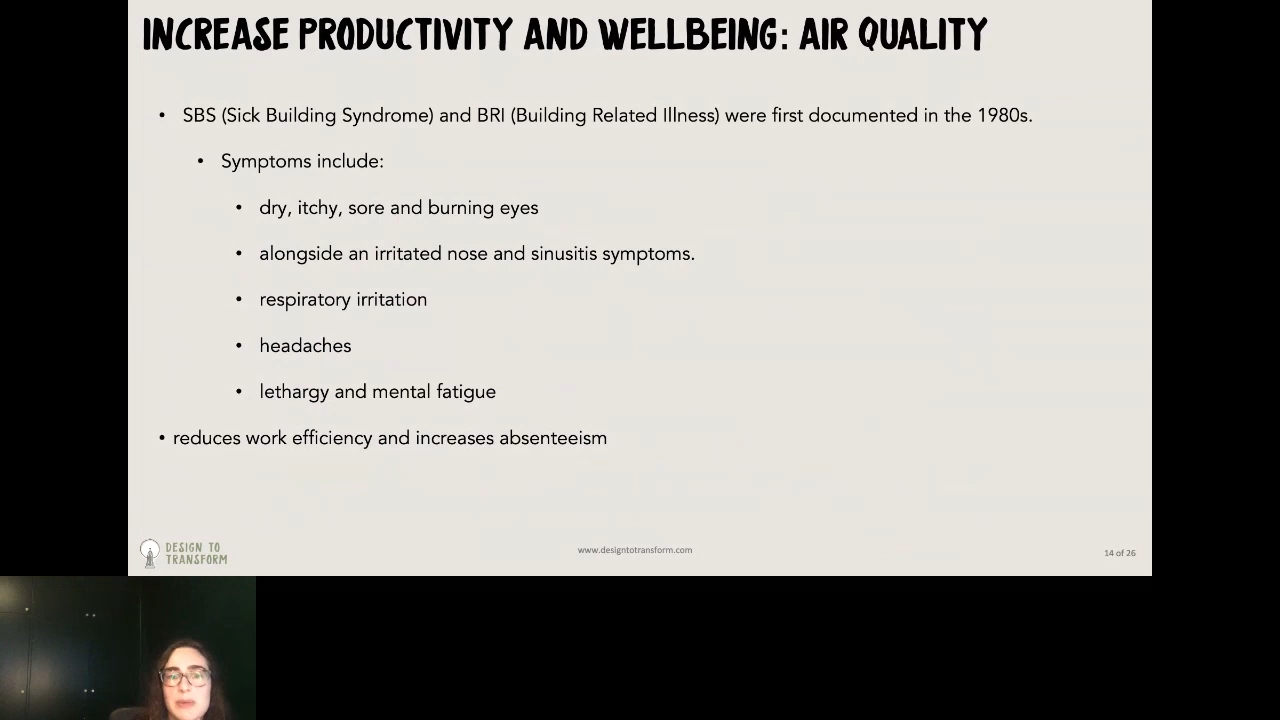 INCREASE PRODUCTIVITY AND WELLBEING: AIR QUALITY
• SBS (Sick Building Syndrome) and BRI (Building Related Illness) were first documented in the 1980s.
• Symptoms include:
• dry, itchy, sore and burning eyes
• alongside an irritated nose and sinusitis symptoms.
• respiratory irritation
• headaches
• lethargy and mental fatigue
• reduces work efficiency and increases absenteeism
DESIGN TO
TRANSFORM
www.designtotransform.com
14 of 26